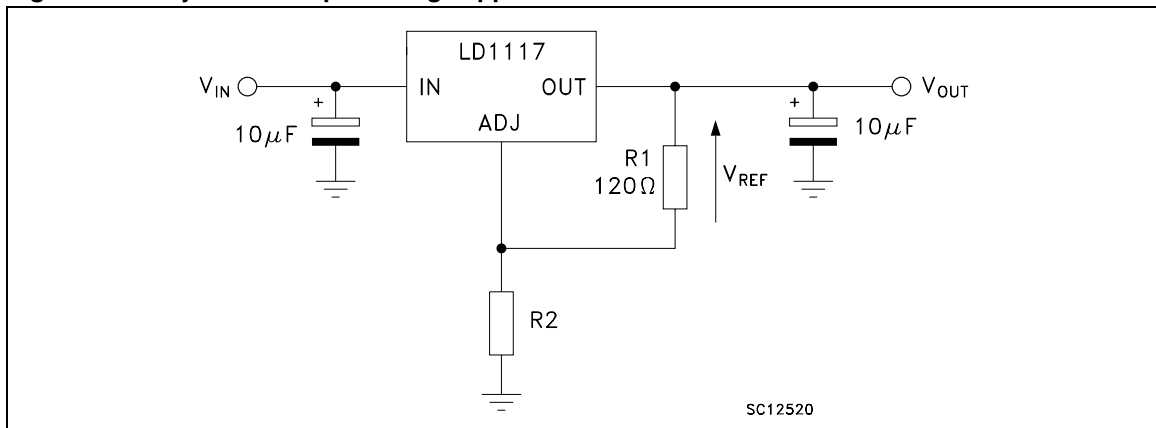 LD1117
V_IN
IN
OUT
V_OUT
+
10μF
ADJ
+
10μF
R1
120Ω
V_REF
R2
SC12520